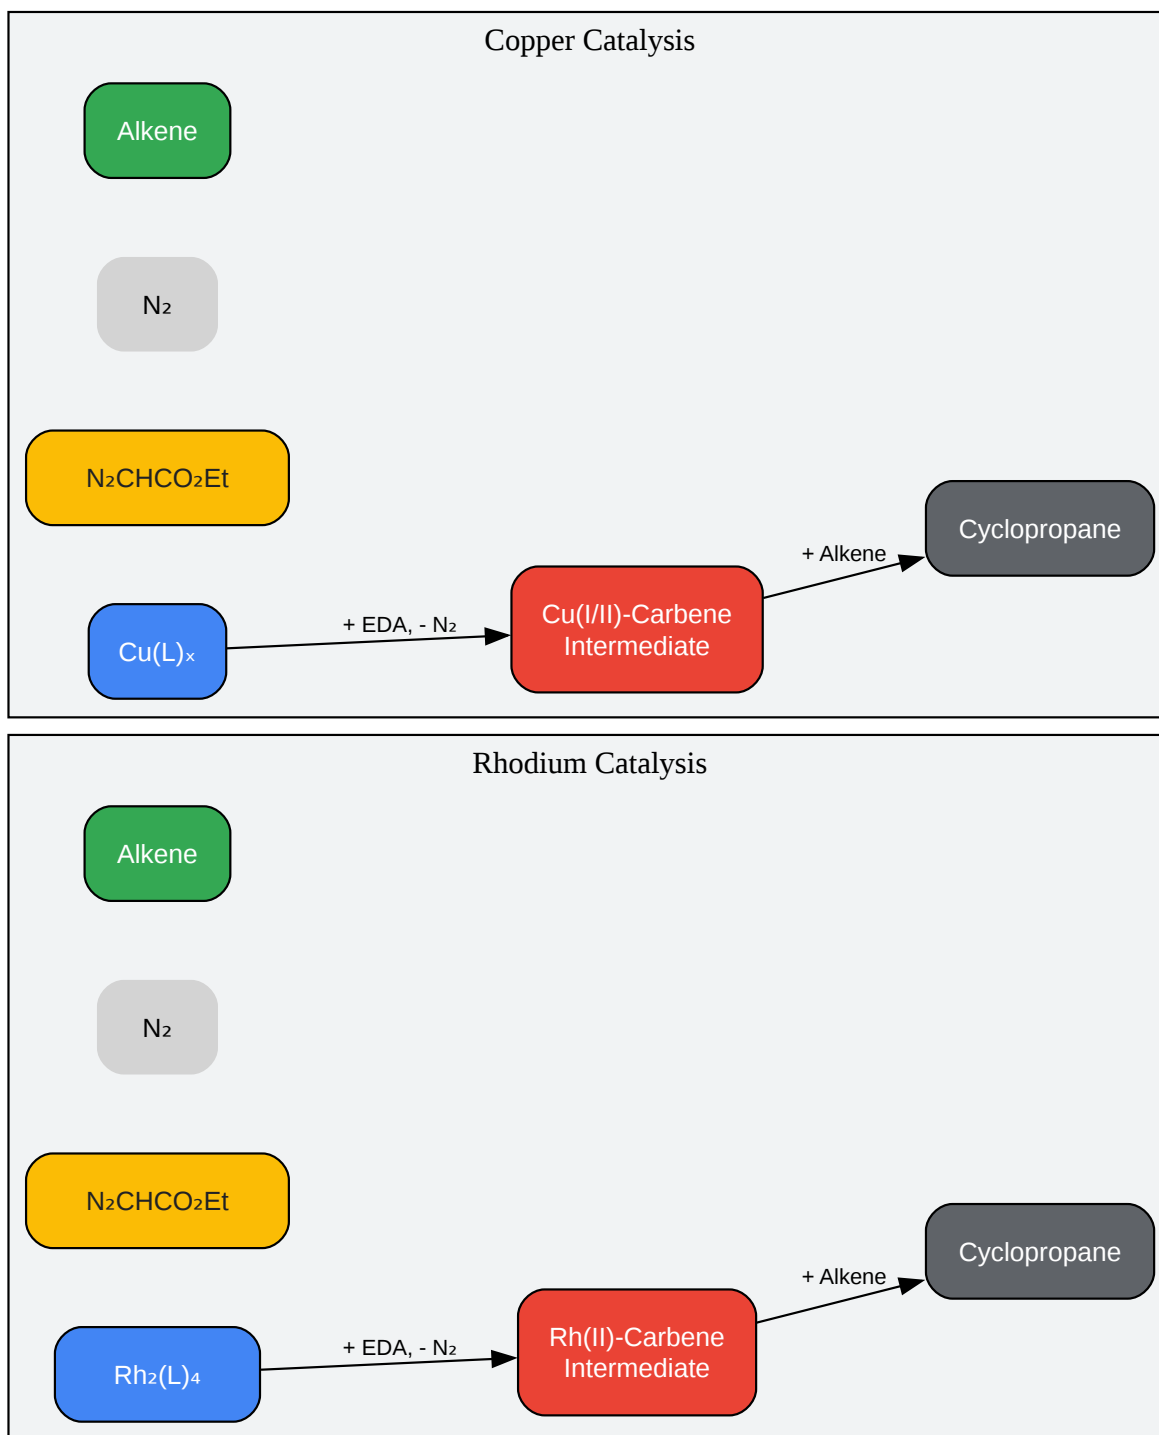 Copper Catalysis
Alkene
N₂
N₂CHCO₂Et
Cyclopropane
+ Alkene
Cu(I/II)-Carbene
Intermediate
+ EDA, - N₂
Cu(L)ₓ
Rhodium Catalysis
Alkene
N₂
N₂CHCO₂Et
Cyclopropane
+ Alkene
Rh(II)-Carbene
Intermediate
+ EDA, - N₂
Rh₂(L)₄